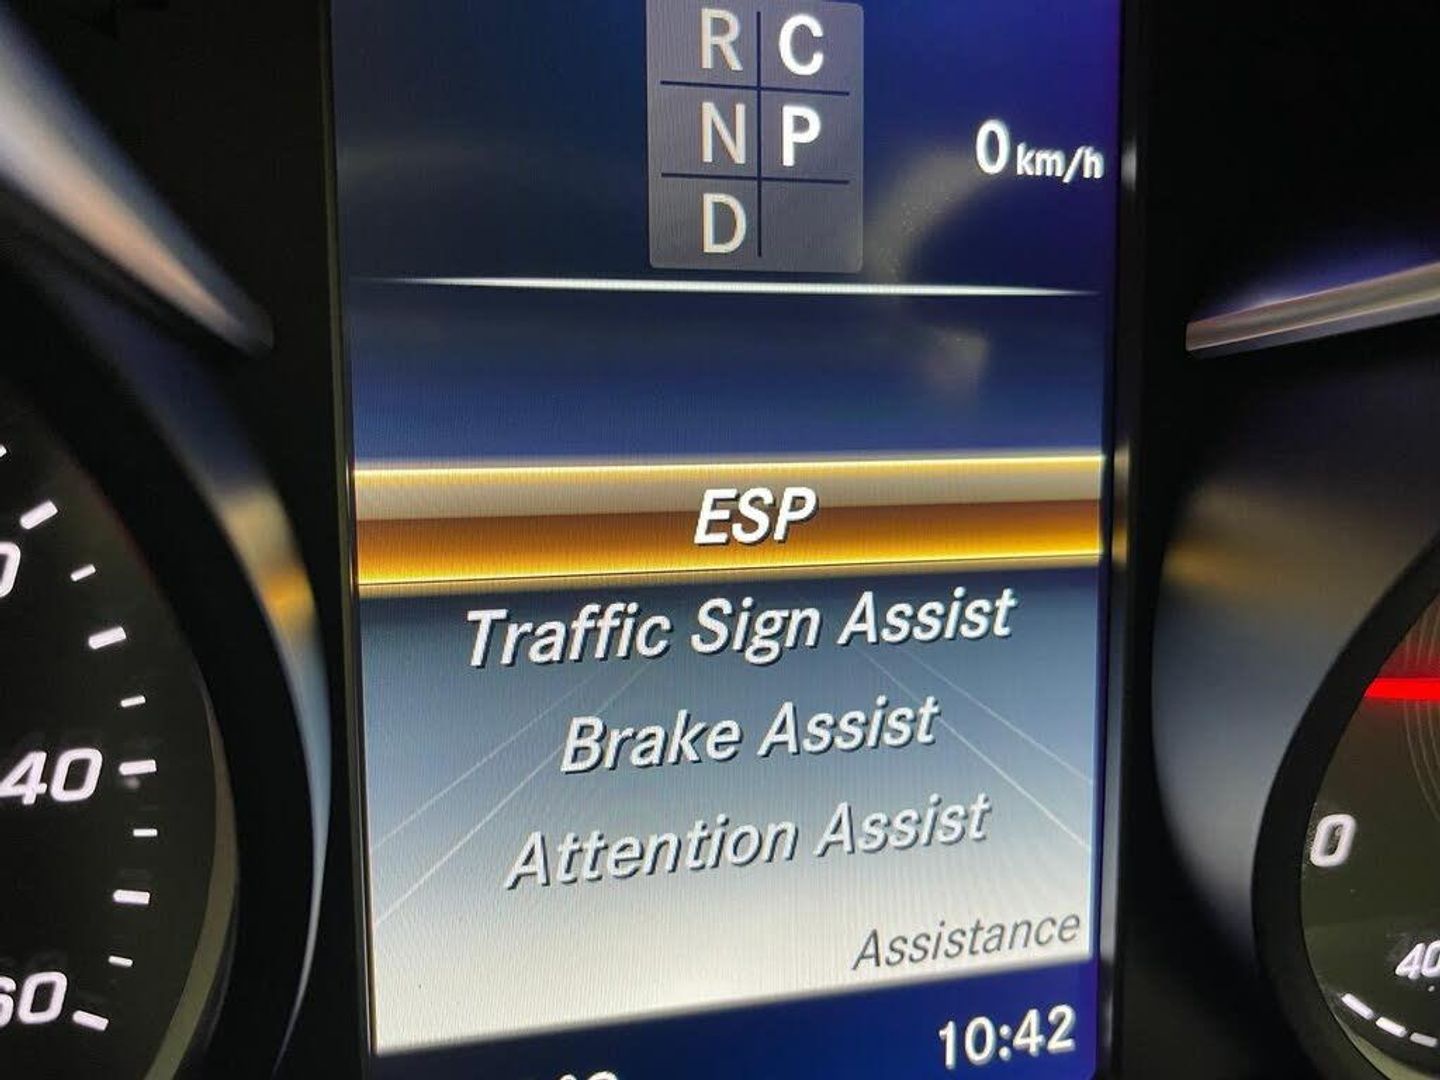 R C
N P
D
0 km/h
ESP
Traffic Sign Assist
Brake Assist
Attention Assist
Assistance
10:42
40
60
0
40